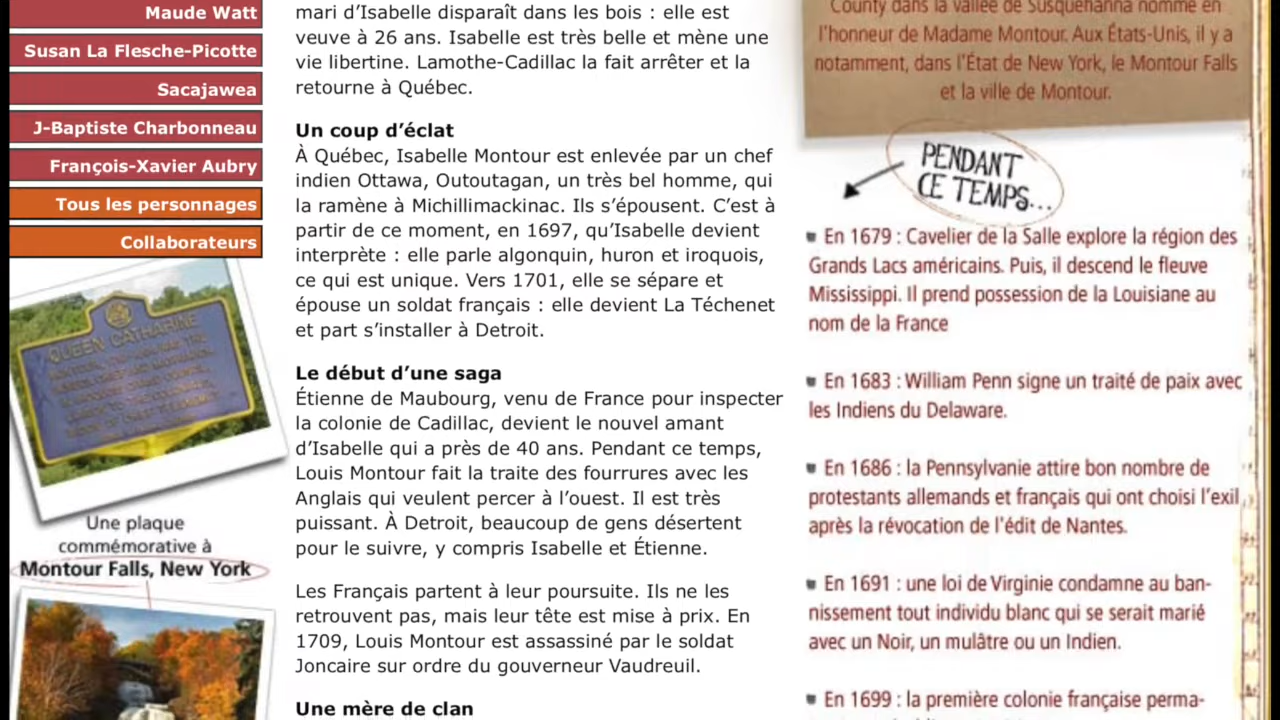 Maude Watt
Susan La Flesche-Picotte
Sacajawea
J-Baptiste Charbonneau
François-Xavier Aubry
Tous les personnages
Collaborateurs
QUEEN CATHARINE
Une plaque
commémorative à
Montour Falls, New York
mari d’Isabelle disparaît dans les bois : elle est
veuve à 26 ans. Isabelle est très belle et mène une
vie libertine. Lamothe-Cadillac la fait arrêter et la
retourne à Québec.
Un coup d’éclat
À Québec, Isabelle Montour est enlevée par un chef
indien Ottawa, Outoutagan, un très bel homme, qui
la ramène à Michillimackinac. Ils s’épousent. C’est à
partir de ce moment, en 1697, qu’Isabelle devient
interprète : elle parle algonquin, huron et iroquois,
ce qui est unique. Vers 1701, elle se sépare et
épouse un soldat français : elle devient La Téchenet
et part s’installer à Detroit.
Le début d’une saga
Étienne de Maubourg, venu de France pour inspecter
la colonie de Cadillac, devient le nouvel amant
d’Isabelle qui a près de 40 ans. Pendant ce temps,
Louis Montour fait la traite des fourrures avec les
Anglais qui veulent percer à l’ouest. Il est très
puissant. À Detroit, beaucoup de gens désertent
pour le suivre, y compris Isabelle et Étienne.
Les Français partent à leur poursuite. Ils ne les
retrouvent pas, mais leur tête est mise à prix. En
1709, Louis Montour est assassiné par le soldat
Joncaire sur ordre du gouverneur Vaudreuil.
Une mère de clan
County dans la vallée de Susquehanna nommé en
l’honneur de Madame Montour. Aux États-Unis, il y a
notamment, dans l’État de New York, le Montour Falls
et la ville de Montour.
PENDANT
CE TEMPS...
En 1679 : Cavelier de la Salle explore la région des
Grands Lacs américains. Puis, il descend le fleuve
Mississippi. Il prend possession de la Louisiane au
nom de la France
En 1683 : William Penn signe un traité de paix avec
les Indiens du Delaware.
En 1686 : la Pennsylvanie attire bon nombre de
protestants allemands et français qui ont choisi l’exil
après la révocation de l’édit de Nantes.
En 1691 : une loi de Virginie condamne au ban-
nissement tout individu blanc qui se serait marié
avec un Noir, un mulâtre ou un Indien.
En 1699 : la première colonie française perma-